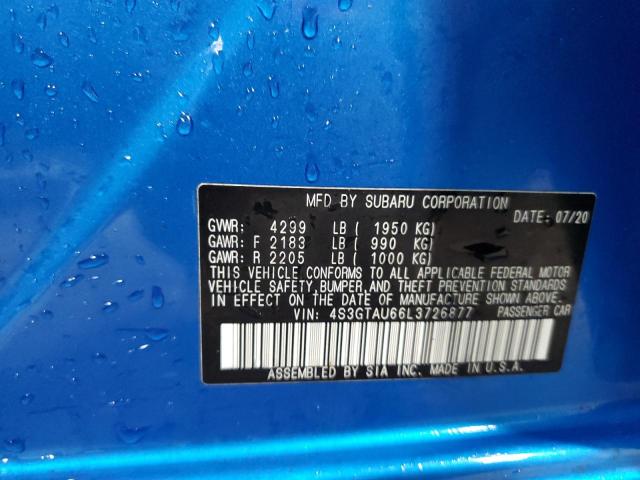 MFD BY SUBARU CORPORATION
DATE: 07/20
GVWR: 4299 LB ( 1950 KG)
GAWR: F 2183 LB ( 990 KG)
GAWR: R 2205 LB ( 1000 KG)
THIS VEHICLE CONFORMS TO ALL APPLICABLE FEDERAL MOTOR
VEHICLE SAFETY, BUMPER, AND THEFT PREVENTION STANDARDS
IN EFFECT ON THE DATE OF MANUFACTURE SHOWN ABOVE.
VIN: 4S3GTAU66L3726877 PASSENGER CAR
ASSEMBLED BY SIA INC. MADE IN U.S.A.